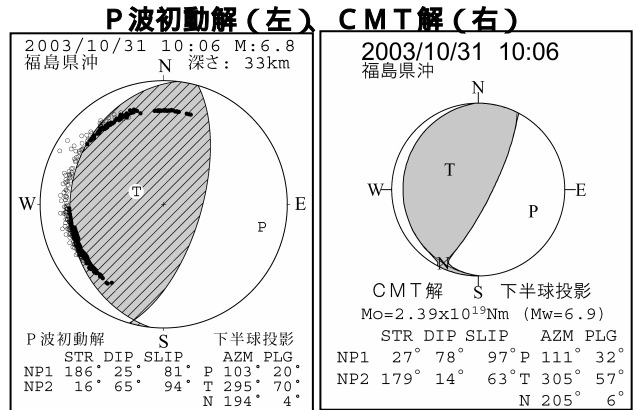 P波初動解（左）、CMT解（右）
2003/10/31 10:06 M:6.8
福島県沖 深さ: 33km
N
T
W
E
P
S
P波初動解 下半球投影
STR DIP SLIP AZM PLG
NP1 186° 25° 81° P 103° 20°
NP2 16° 65° 94° T 295° 70°
N 194° 4°
2003/10/31 10:06
福島県沖
N
T
W
E
P
N
CMT解 S 下半球投影
Mo=2.39x10¹⁹Nm (Mw=6.9)
STR DIP SLIP AZM PLG
NP1 27° 78° 97° P 111° 32°
NP2 179° 14° 63° T 305° 57°
N 205° 6°